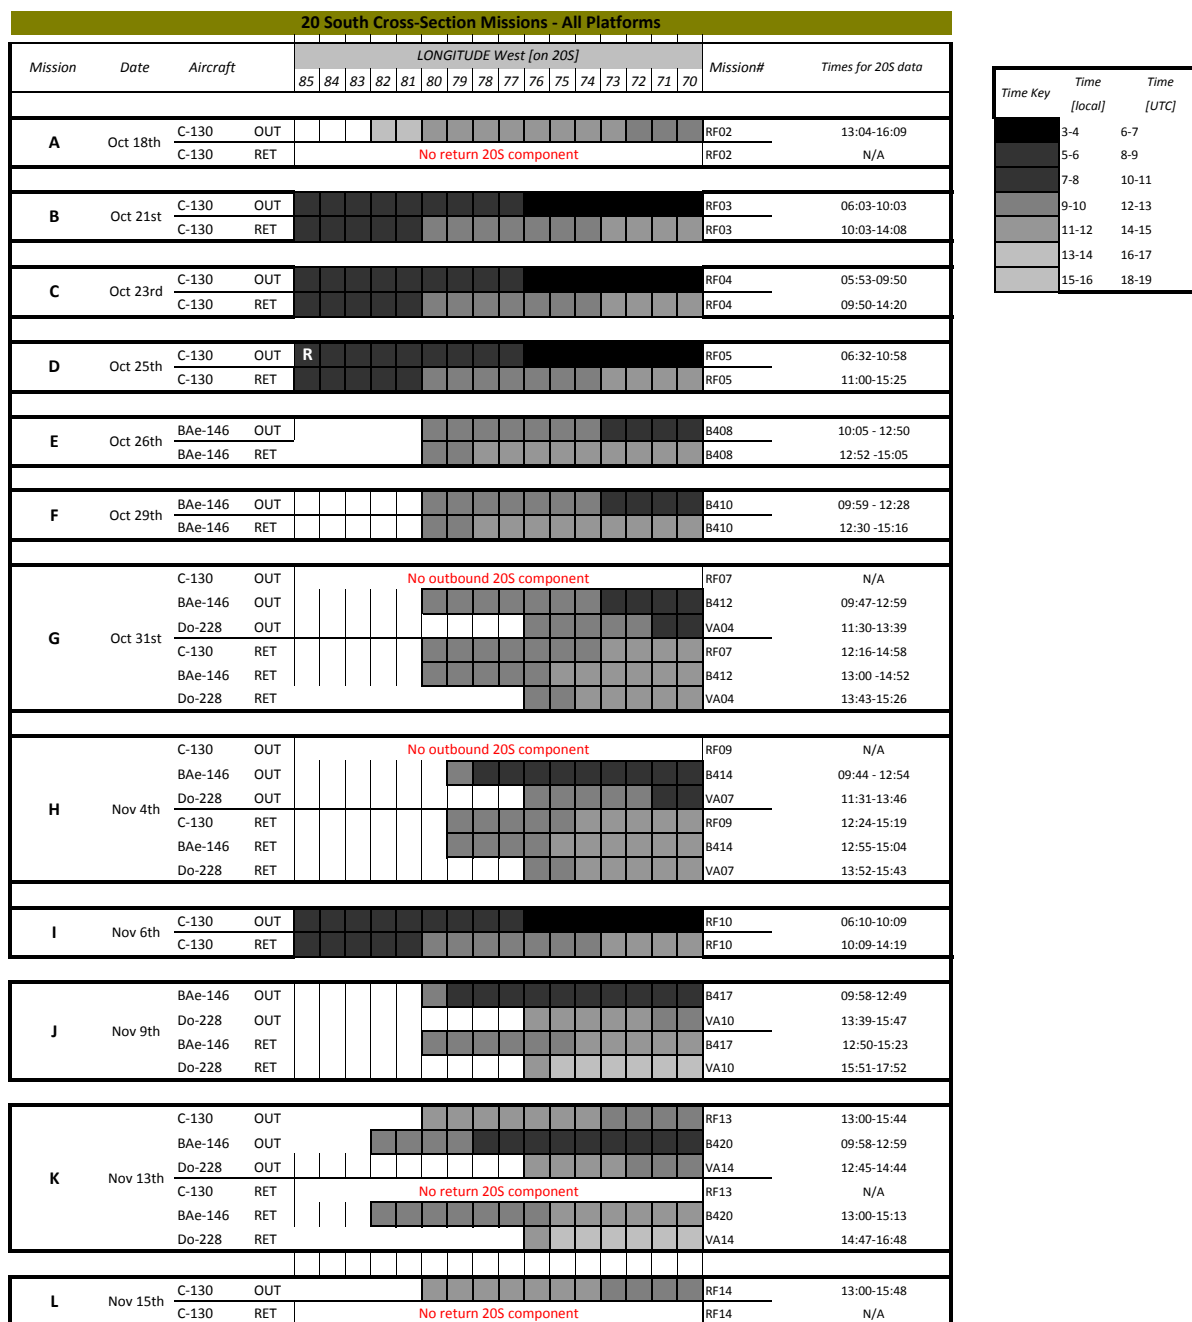 20 South Cross-Section Missions - All Platforms
Mission Date Aircraft LONGITUDE West [on 20S] Mission# Times for 20S data
85 84 83 82 81 80 79 78 77 76 75 74 73 72 71 70
A Oct 18th
C-130 OUT RF02 13:04-16:09
C-130 RET No return 20S component RF02 N/A
B Oct 21st
C-130 OUT RF03 06:03-10:03
C-130 RET RF03 10:03-14:08
C Oct 23rd
C-130 OUT RF04 05:53-09:50
C-130 RET RF04 09:50-14:20
D Oct 25th
C-130 OUT R RF05 06:32-10:58
C-130 RET RF05 11:00-15:25
E Oct 26th
BAe-146 OUT B408 10:05 - 12:50
BAe-146 RET B408 12:52 -15:05
F Oct 29th
BAe-146 OUT B410 09:59 - 12:28
BAe-146 RET B410 12:30 -15:16
G Oct 31st
C-130 OUT No outbound 20S component RF07 N/A
BAe-146 OUT B412 09:47-12:59
Do-228 OUT VA04 11:30-13:39
C-130 RET RF07 12:16-14:58
BAe-146 RET B412 13:00 -14:52
Do-228 RET VA04 13:43-15:26
H Nov 4th
C-130 OUT No outbound 20S component RF09 N/A
BAe-146 OUT B414 09:44 - 12:54
Do-228 OUT VA07 11:31-13:46
C-130 RET RF09 12:24-15:19
BAe-146 RET B414 12:55-15:04
Do-228 RET VA07 13:52-15:43
I Nov 6th
C-130 OUT RF10 06:10-10:09
C-130 RET RF10 10:09-14:19
J Nov 9th
BAe-146 OUT B417 09:58-12:49
Do-228 OUT VA10 13:39-15:47
BAe-146 RET B417 12:50-15:23
Do-228 RET VA10 15:51-17:52
K Nov 13th
C-130 OUT RF13 13:00-15:44
BAe-146 OUT B420 09:58-12:59
Do-228 OUT VA14 12:45-14:44
C-130 RET No return 20S component RF13 N/A
BAe-146 RET B420 13:00-15:13
Do-228 RET VA14 14:47-16:48
L Nov 15th
C-130 OUT RF14 13:00-15:48
C-130 RET No return 20S component RF14 N/A
Time Key Time [local] Time [UTC]
3-4 6-7
5-6 8-9
7-8 10-11
9-10 12-13
11-12 14-15
13-14 16-17
15-16 18-19